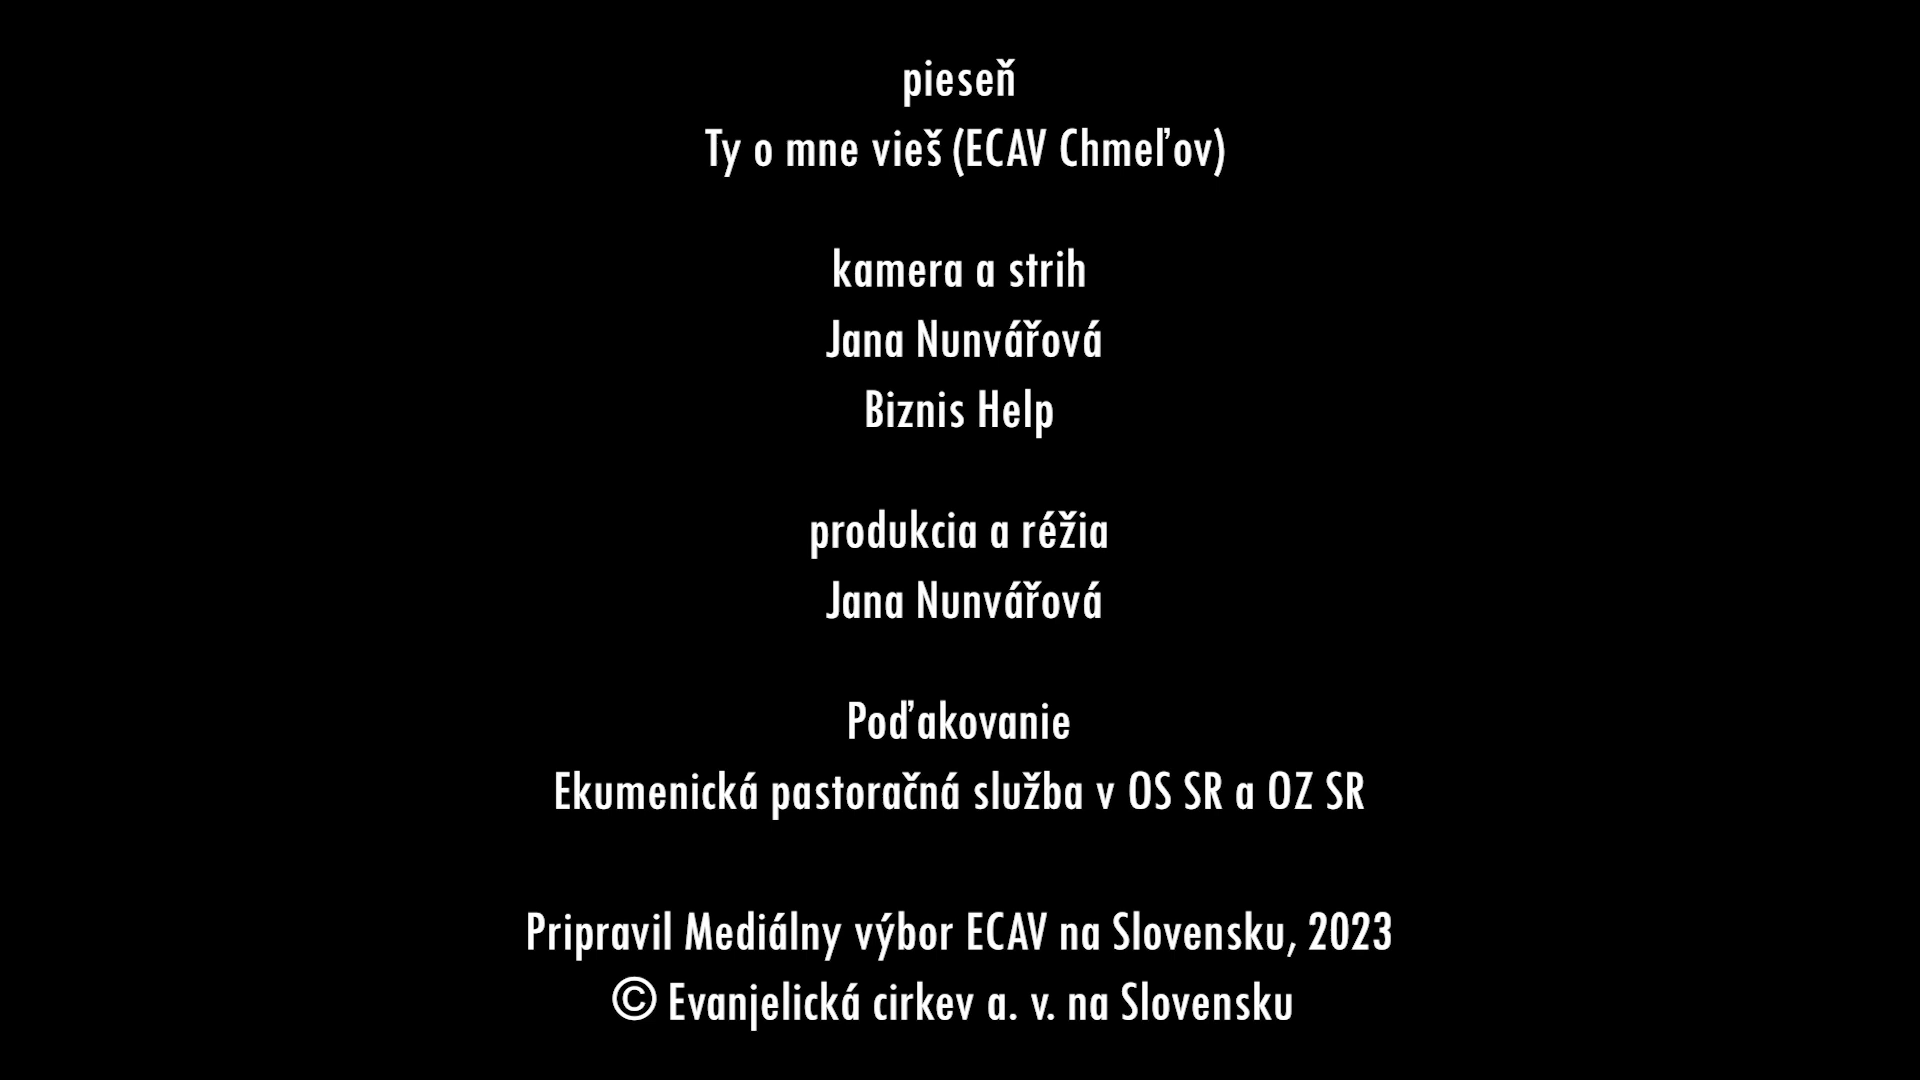 pieseň
Ty o mne vieš (ECAV Chmeľov)
kamera a strih
Jana Nunvářová
Biznis Help
produkcia a réžia
Jana Nunvářová
Poďakovanie
Ekumenická pastoračná služba v OS SR a OZ SR
Pripravil Mediálny výbor ECAV na Slovensku, 2023
© Evanjelická cirkev a. v. na Slovensku